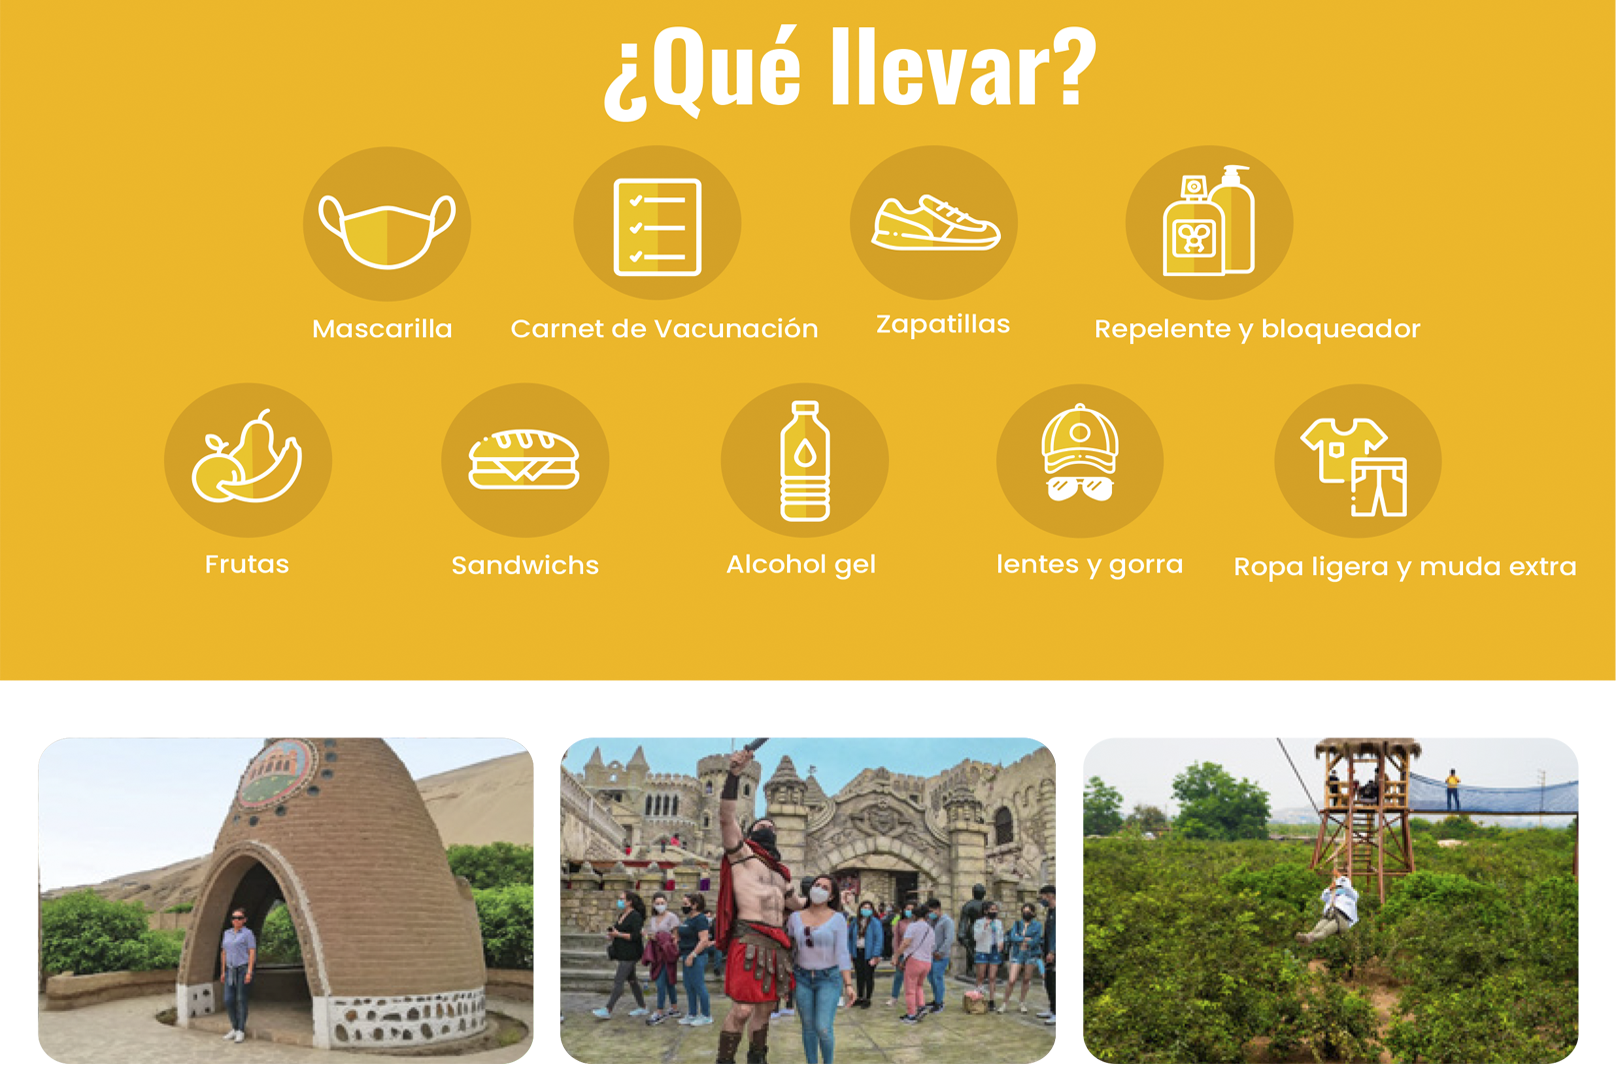 ¿Qué llevar?
Mascarilla
Carnet de Vacunación
Zapatillas
Repelente y bloqueador
Frutas
Sandwichs
Alcohol gel
lentes y gorra
Ropa ligera y muda extra